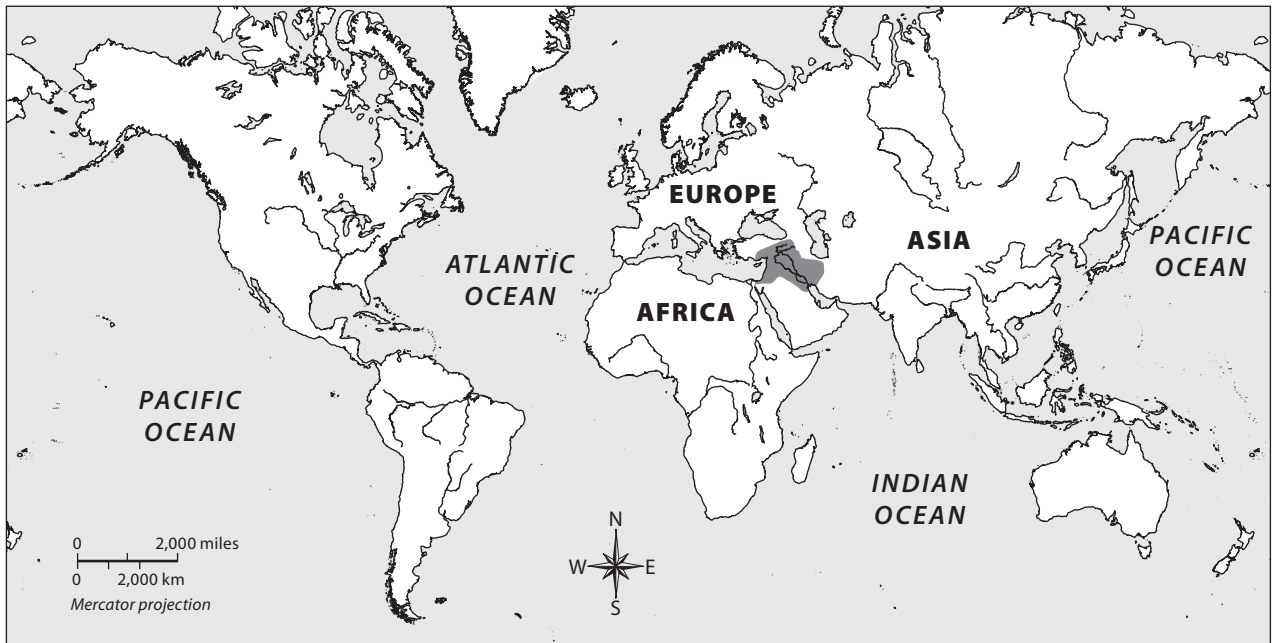 EUROPE
ASIA
PACIFIC
OCEAN
ATLANTIC
OCEAN
AFRICA
PACIFIC
OCEAN
INDIAN
OCEAN
0 2,000 miles
0 2,000 km
Mercator projection
N
W E
S